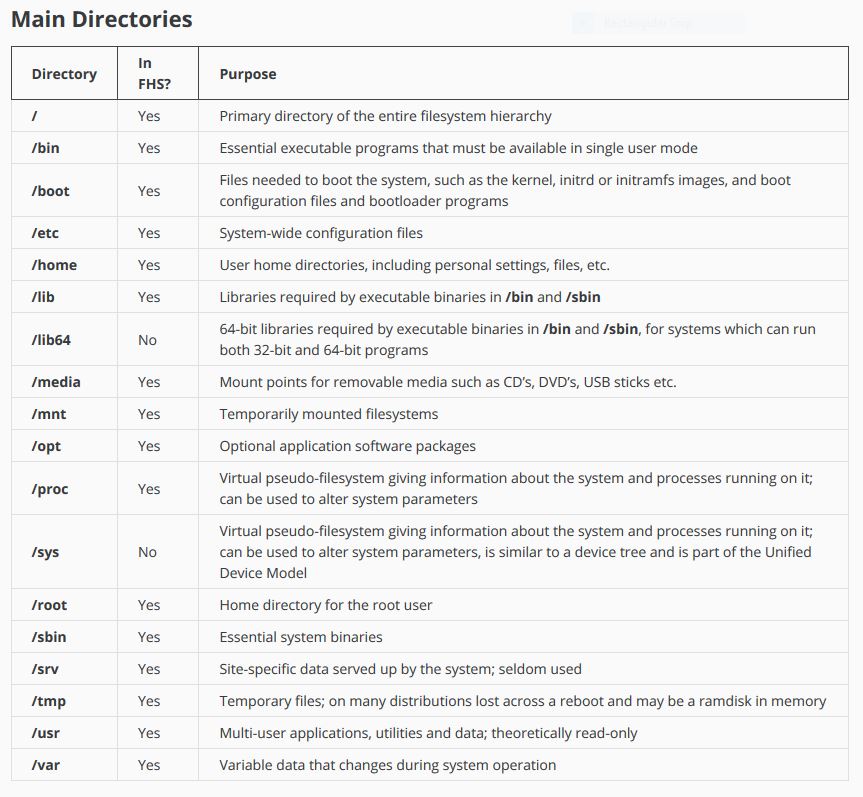 Main Directories
Directory
In
FHS?
Purpose
/ Yes Primary directory of the entire filesystem hierarchy
/bin Yes Essential executable programs that must be available in single user mode
/boot Yes Files needed to boot the system, such as the kernel, initrd or initramfs images, and boot
configuration files and bootloader programs
/etc Yes System-wide configuration files
/home Yes User home directories, including personal settings, files, etc.
/lib Yes Libraries required by executable binaries in /bin and /sbin
/lib64 No 64-bit libraries required by executable binaries in /bin and /sbin, for systems which can run
both 32-bit and 64-bit programs
/media Yes Mount points for removable media such as CD’s, DVD’s, USB sticks etc.
/mnt Yes Temporarily mounted filesystems
/opt Yes Optional application software packages
/proc Yes Virtual pseudo-filesystem giving information about the system and processes running on it;
can be used to alter system parameters
/sys No Virtual pseudo-filesystem giving information about the system and processes running on it;
can be used to alter system parameters, is similar to a device tree and is part of the Unified
Device Model
/root Yes Home directory for the root user
/sbin Yes Essential system binaries
/srv Yes Site-specific data served up by the system; seldom used
/tmp Yes Temporary files; on many distributions lost across a reboot and may be a ramdisk in memory
/usr Yes Multi-user applications, utilities and data; theoretically read-only
/var Yes Variable data that changes during system operation